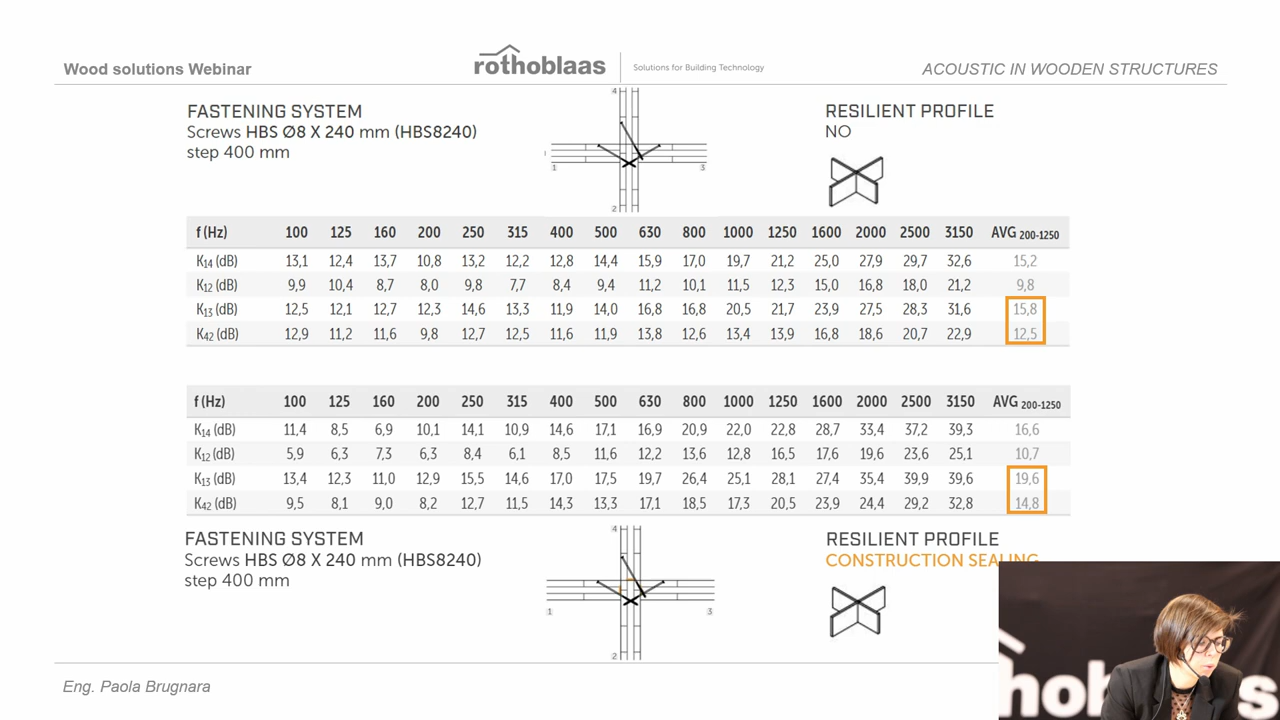 Wood solutions Webinar
rothoblaas
Solutions for Building Technology
ACOUSTIC IN WOODEN STRUCTURES
FASTENING SYSTEM
Screws HBS Ø8 X 240 mm (HBS8240)
step 400 mm
4
1
3
2
RESILIENT PROFILE
NO
f (Hz) 100 125 160 200 250 315 400 500 630 800 1000 1250 1600 2000 2500 3150 AVG 200-1250
K14 (dB) 13,1 12,4 13,7 10,8 13,2 12,2 12,8 14,4 15,9 17,0 19,7 21,2 25,0 27,9 29,7 32,6 15,2
K12 (dB) 9,9 10,4 8,7 8,0 9,8 7,7 8,4 9,4 11,2 10,1 11,5 12,3 15,0 16,8 18,0 21,2 9,8
K13 (dB) 12,5 12,1 12,7 12,3 14,6 13,3 11,9 14,0 16,8 16,8 20,5 21,7 23,9 27,5 28,3 31,6 15,8
K42 (dB) 12,9 11,2 11,6 9,8 12,7 12,5 11,6 11,9 13,8 12,6 13,4 13,9 16,8 18,6 20,7 22,9 12,5
f (Hz) 100 125 160 200 250 315 400 500 630 800 1000 1250 1600 2000 2500 3150 AVG 200-1250
K14 (dB) 11,4 8,5 6,9 10,1 14,1 10,9 14,6 17,1 16,9 20,9 22,0 22,8 28,7 33,4 37,2 39,3 16,6
K12 (dB) 5,9 6,3 7,3 6,3 8,4 6,1 8,5 11,6 12,2 13,6 12,8 16,5 17,6 19,6 23,6 25,1 10,7
K13 (dB) 13,4 12,3 11,0 12,9 15,5 14,6 17,0 17,5 19,7 26,4 25,1 28,1 27,4 35,4 39,9 39,6 19,6
K42 (dB) 9,5 8,1 9,0 8,2 12,7 11,5 14,3 13,3 17,1 18,5 17,3 20,5 23,9 24,4 29,2 32,8 14,8
FASTENING SYSTEM
Screws HBS Ø8 X 240 mm (HBS8240)
step 400 mm
4
1
3
2
RESILIENT PROFILE
CONSTRUCTION SEALING
Eng. Paola Brugnara